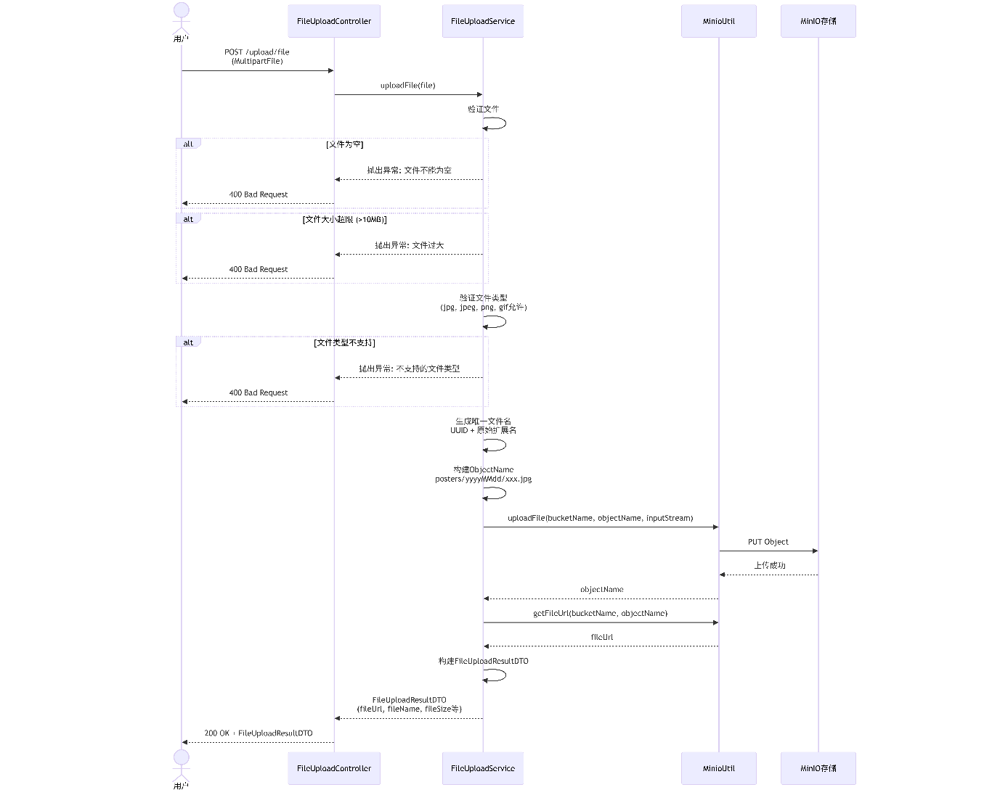 FileUploadController
FileUploadService
MinioUtil
MinIO存储
用户
POST /upload/file
(MultipartFile)
uploadFile(file)
验证文件
alt
[文件为空]
抛出异常: 文件不能为空
400 Bad Request
alt
[文件大小超限 (>10MB)]
抛出异常: 文件过大
400 Bad Request
验证文件类型
(jpg, jpeg, png, gif允许)
alt
[文件类型不支持]
抛出异常: 不支持的文件类型
400 Bad Request
生成唯一文件名
UUID + 原始扩展名
构建ObjectName
posters/yyyyMMdd/xxx.jpg
uploadFile(bucketName, objectName, inputStream)
PUT Object
上传成功
objectName
getFileUrl(bucketName, objectName)
fileUrl
构建FileUploadResultDTO
FileUploadResultDTO
(fileUrl, fileName, fileSize等)
200 OK + FileUploadResultDTO
FileUploadController
FileUploadService
MinioUtil
MinIO存储
用户